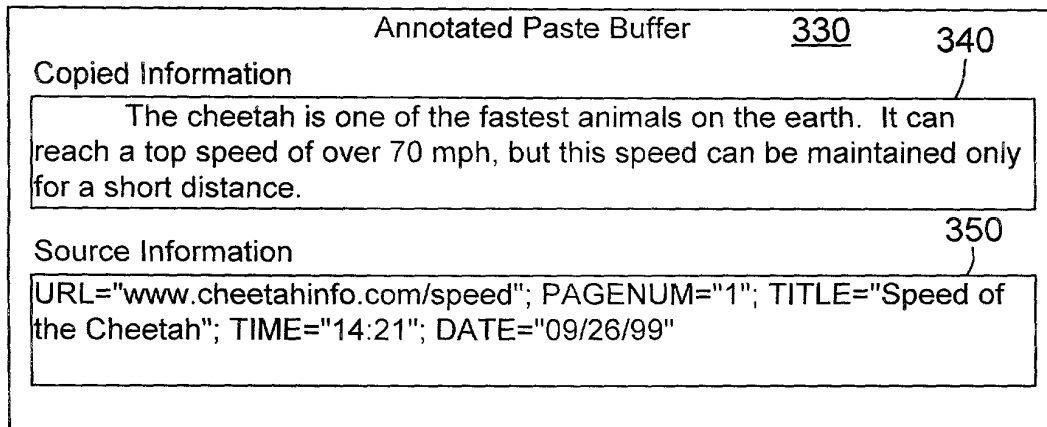 Annotated Paste Buffer 330 340
Copied Information
The cheetah is one of the fastest animals on the earth. It can
reach a top speed of over 70 mph, but this speed can be maintained only
for a short distance.
350
Source Information
URL="www.cheetahinfo.com/speed"; PAGENUM="1"; TITLE="Speed of
the Cheetah"; TIME="14:21"; DATE="09/26/99"